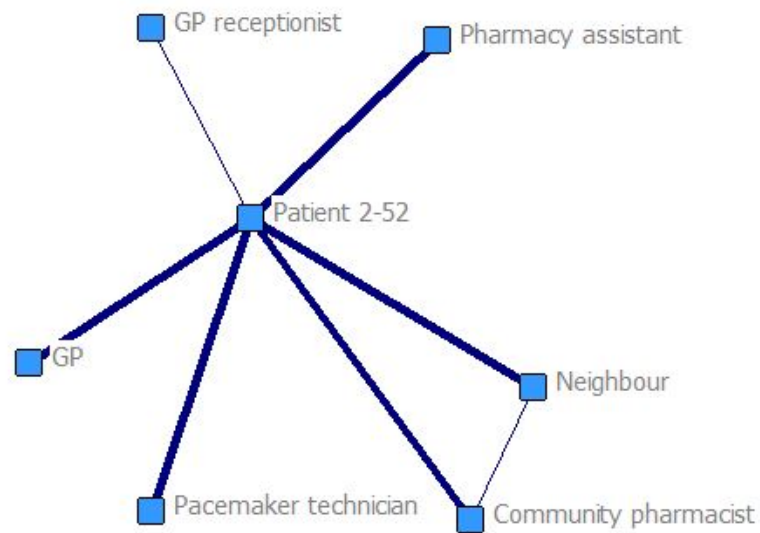 GP receptionist
Pharmacy assistant
Patient 2-52
GP
Neighbour
Pacemaker technician
Community pharmacist